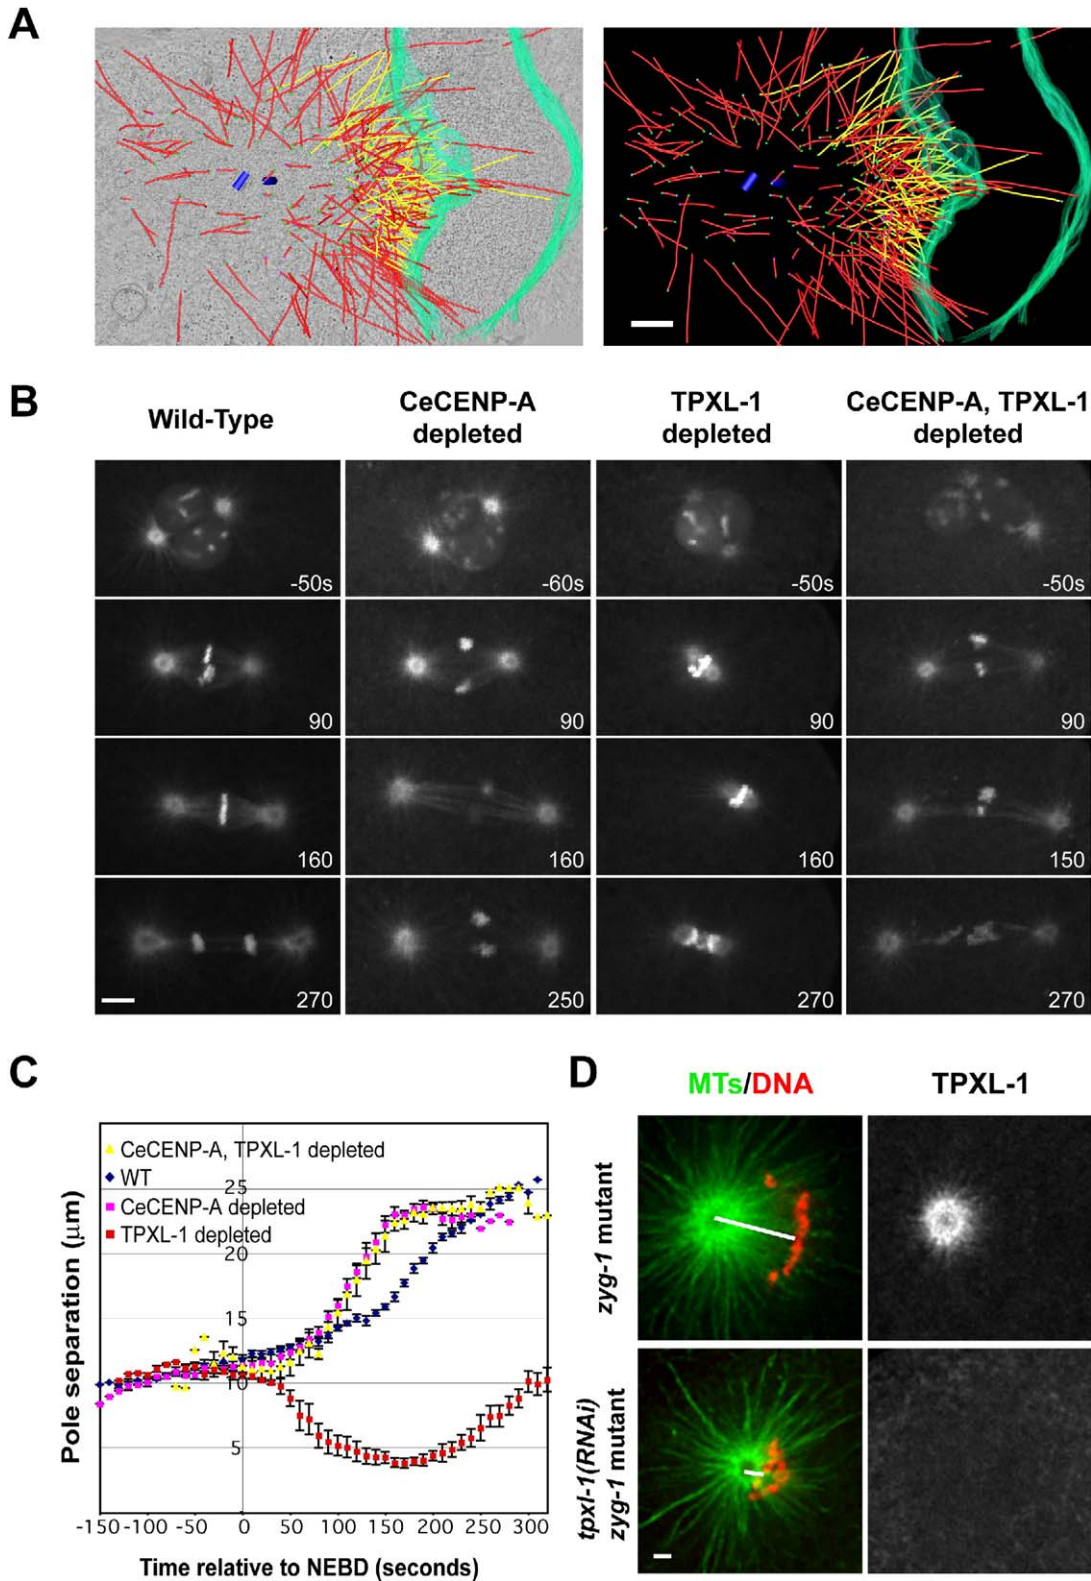 A
B
Wild-Type
CeCENP-A
depleted
TPXL-1
depleted
CeCENP-A, TPXL-1
depleted
-50s
-60s
-50s
-50s
90
90
90
90
160
160
160
150
270
250
270
270
C
CeCENP-A, TPXL-1 depleted
WT
CeCENP-A depleted
TPXL-1 depleted
Pole separation (μm)
25
20
15
10
5
-150 -100 -50 0 50 100 150 200 250 300
Time relative to NEBD (seconds)
D
MTs/DNA
TPXL-1
zyg-1 mutant
tpxl-1(RNAi)
zyg-1 mutant